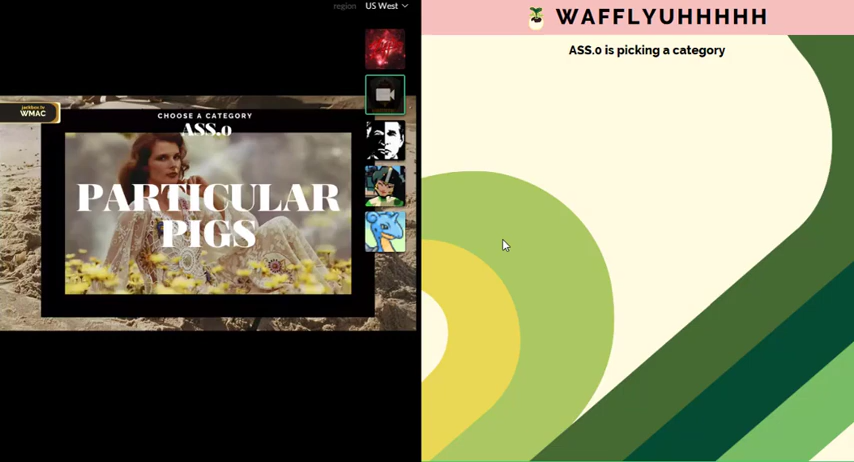 region US West
jackbox.tv
WMAC
CHOOSE A CATEGORY
ASS.0
PARTICULAR
PIGS
WAFFLYUHHHHH
ASS.0 is picking a category